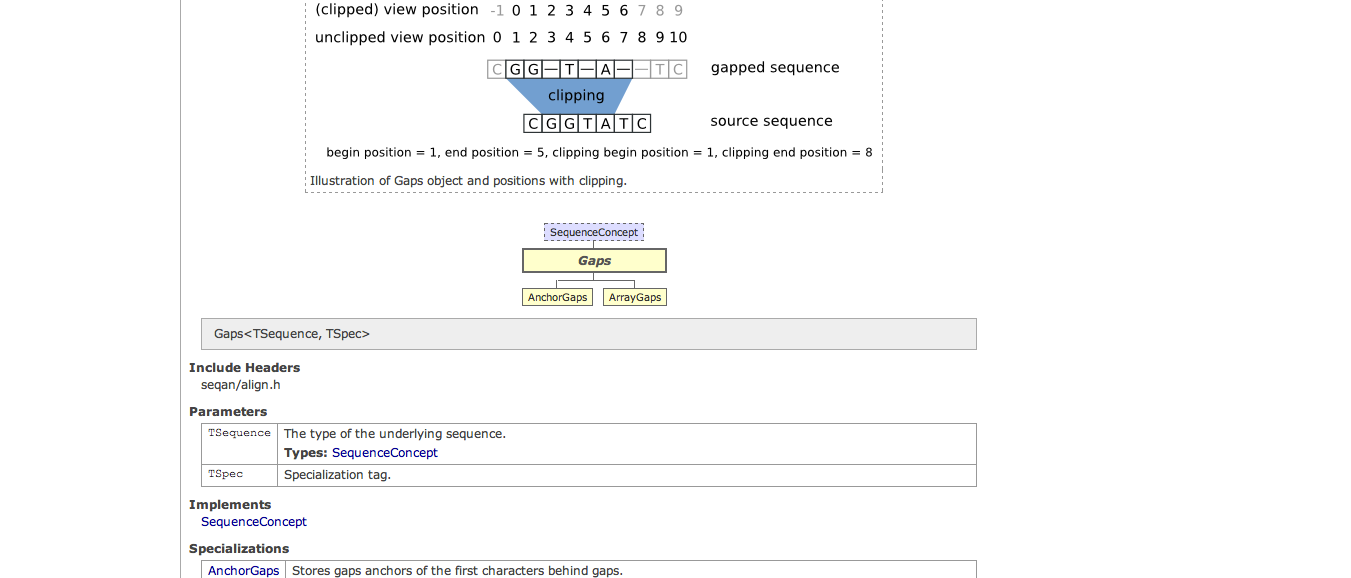 (clipped) view position -1 0 1 2 3 4 5 6 7 8 9
unclipped view position 0 1 2 3 4 5 6 7 8 9 10
C G G — T — A — — T C gapped sequence
clipping
C G G T A T C source sequence
begin position = 1, end position = 5, clipping begin position = 1, clipping end position = 8
Illustration of Gaps object and positions with clipping.
SequenceConcept
Gaps
AnchorGaps ArrayGaps
Gaps<TSequence, TSpec>
Include Headers
seqan/align.h
Parameters
TSequence The type of the underlying sequence.
Types: SequenceConcept
TSpec Specialization tag.
Implements
SequenceConcept
Specializations
AnchorGaps Stores gaps anchors of the first characters behind gaps.